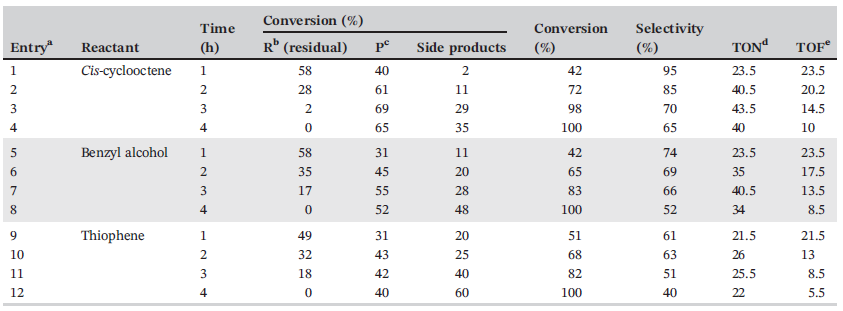 Conversion (%)
Time Conversion Selectivity
Entryᵃ Reactant (h) Rᵇ (residual) Pᶜ Side products (%) (%) TONᵈ TOFᵉ
1 Cis-cyclooctene 1 58 40 2 42 95 23.5 23.5
2 2 28 61 11 72 85 40.5 20.2
3 3 2 69 29 98 70 43.5 14.5
4 4 0 65 35 100 65 40 10
5 Benzyl alcohol 1 58 31 11 42 74 23.5 23.5
6 2 35 45 20 65 69 35 17.5
7 3 17 55 28 83 66 40.5 13.5
8 4 0 52 48 100 52 34 8.5
9 Thiophene 1 49 31 20 51 61 21.5 21.5
10 2 32 43 25 68 63 26 13
11 3 18 42 40 82 51 25.5 8.5
12 4 0 40 60 100 40 22 5.5